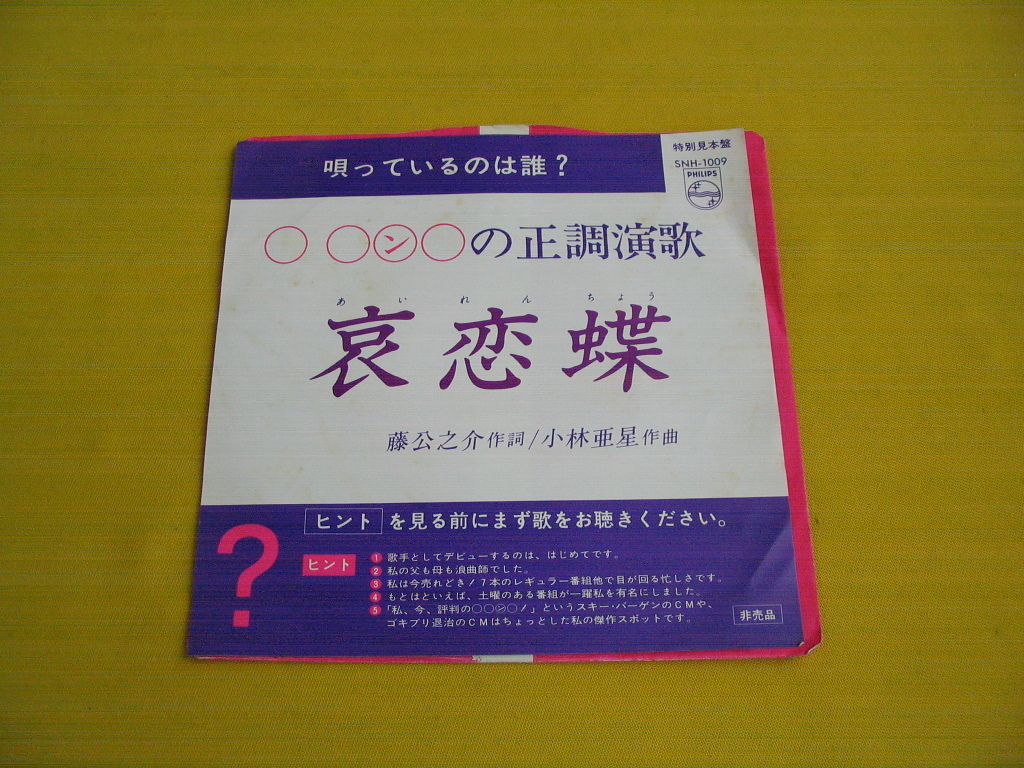 唄っているのは誰？
特別見本盤
SNH-1009
PHILIPS
○ ○㋝○の正調演歌
あいれんちょう
哀恋蝶
藤公之介作詞/小林亜星作曲
ヒント を見る前にまず歌をお聴きください。
?
ヒント
1 歌手としてデビューするのは、はじめてです。
2 私の父も母も浪曲師でした。
3 私は今売れどき！7本のレギュラー番組他で目が回る忙しさです。
4 もとはといえば、土曜のある番組が一躍私を有名にしました。
5 「私、今、評判の○○㋝○！」というスキー・バーゲンのCMや、
ゴキブリ退治のCMはちょっとした私の傑作スポットです。
非売品